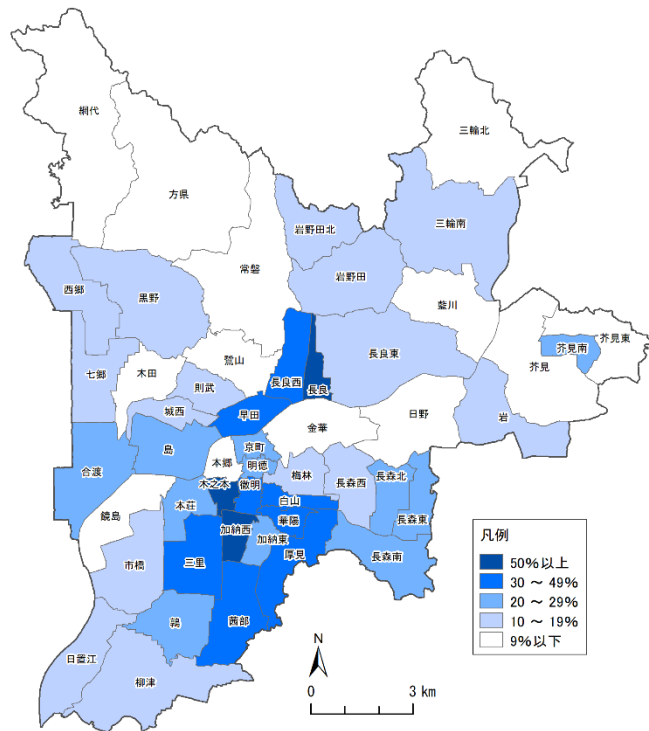 網代
三輪北
方県
三輪南
岩野田北
常磐
岩野田
西郷
黒野
藍川
芥見東
芥見南
鷺山
長良東
芥見
七郷
木田
長良西
則武
長良
城西
早田
日野
岩
金華
京町
島
本郷
明徳
合渡
梅林
長森西
長森北
木之本
徹明
白山
鏡島
本荘
華陽
長森東
加納西
加納東
厚見
長森南
三里
市橋
茜部
鶉
日置江
柳津
凡例
50%以上
30 ~ 49%
20 ~ 29%
10 ~ 19%
9%以下
N
0 3 km